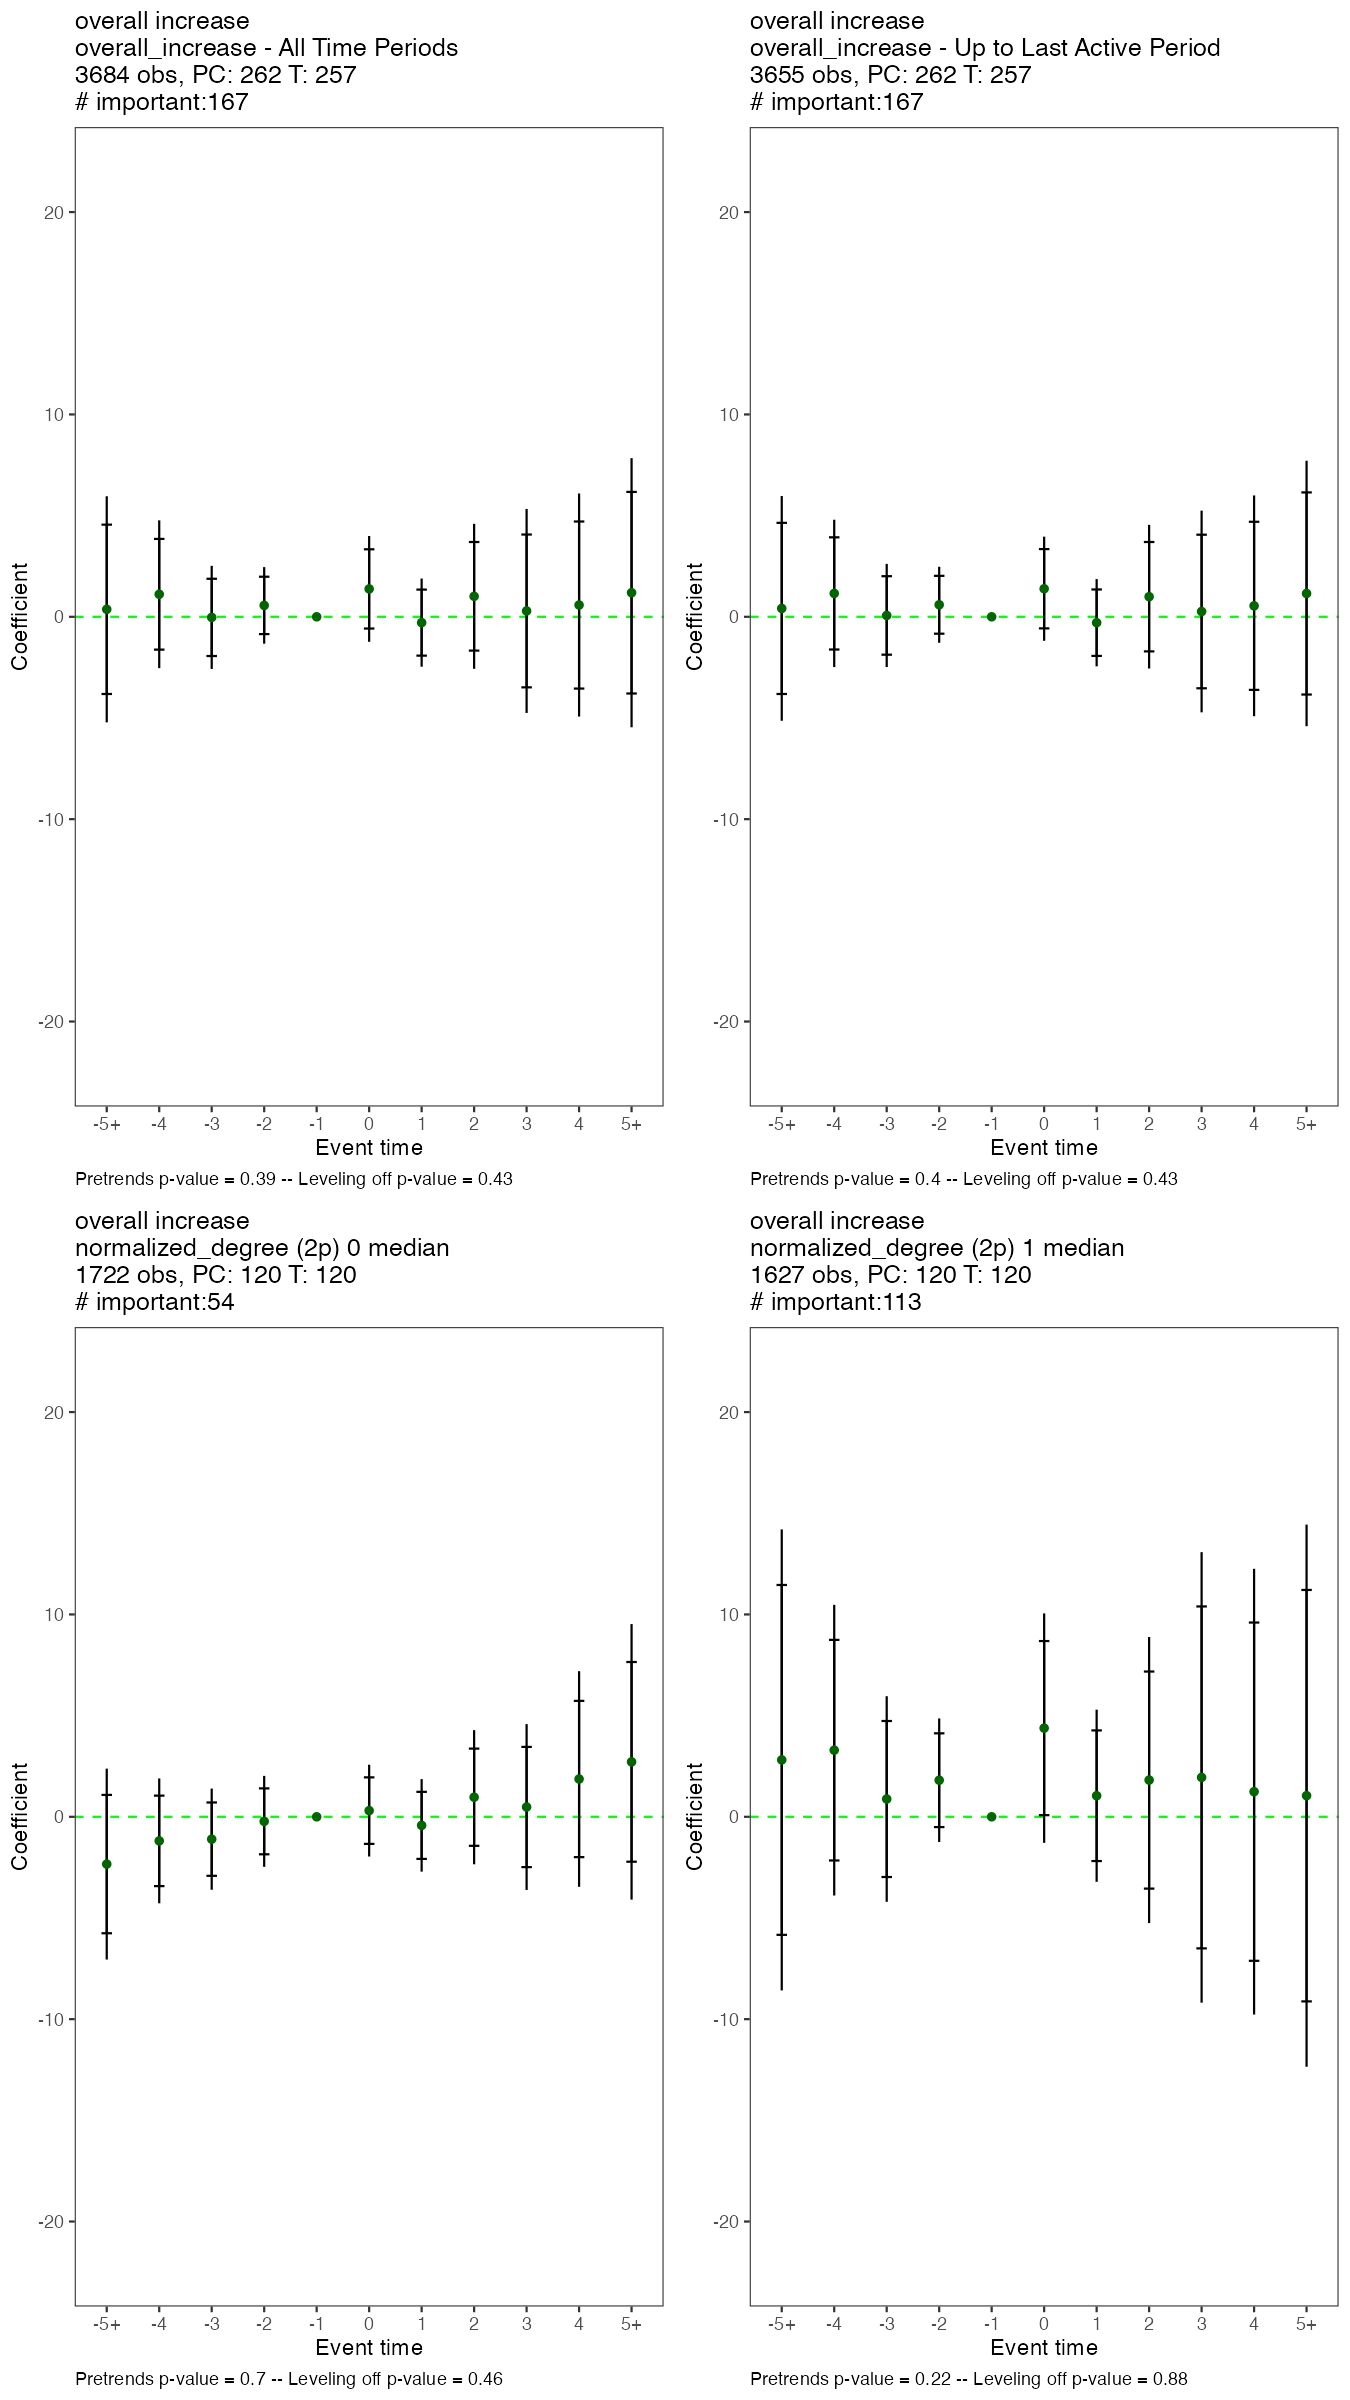 overall increase
overall_increase - All Time Periods
3684 obs, PC: 262 T: 257
# important:167
Coefficient
20
10
0
-10
-20
-5+ -4 -3 -2 -1 0 1 2 3 4 5+
Event time
Pretrends p-value = 0.39 -- Leveling off p-value = 0.43
overall increase
overall_increase - Up to Last Active Period
3655 obs, PC: 262 T: 257
# important:167
Coefficient
20
10
0
-10
-20
-5+ -4 -3 -2 -1 0 1 2 3 4 5+
Event time
Pretrends p-value = 0.4 -- Leveling off p-value = 0.43
overall increase
normalized_degree (2p) 0 median
1722 obs, PC: 120 T: 120
# important:54
Coefficient
20
10
0
-10
-20
-5+ -4 -3 -2 -1 0 1 2 3 4 5+
Event time
Pretrends p-value = 0.7 -- Leveling off p-value = 0.46
overall increase
normalized_degree (2p) 1 median
1627 obs, PC: 120 T: 120
# important:113
Coefficient
20
10
0
-10
-20
-5+ -4 -3 -2 -1 0 1 2 3 4 5+
Event time
Pretrends p-value = 0.22 -- Leveling off p-value = 0.88